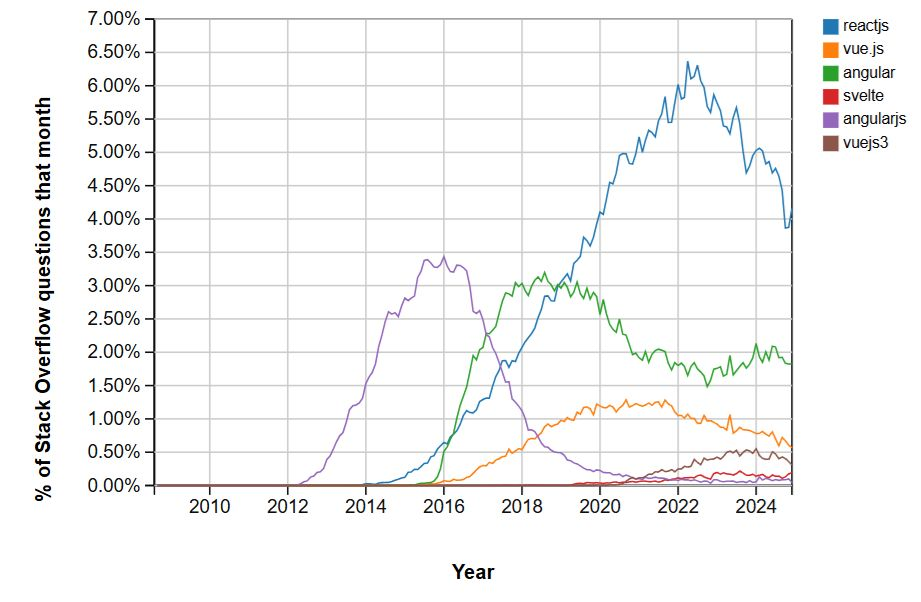 7.00%
6.50%
6.00%
5.50%
5.00%
4.50%
4.00%
3.50%
3.00%
2.50%
2.00%
1.50%
1.00%
0.50%
0.00%
% of Stack Overflow questions that month
2010 2012 2014 2016 2018 2020 2022 2024
Year
reactjs
vue.js
angular
svelte
angularjs
vuejs3